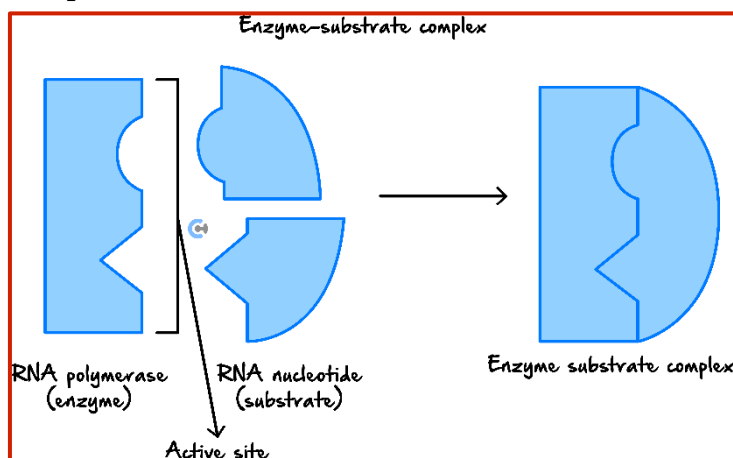 Enzyme-substrate complex
RNA polymerase
(enzyme)
RNA nucleotide
(substrate)
Enzyme substrate complex
Active site